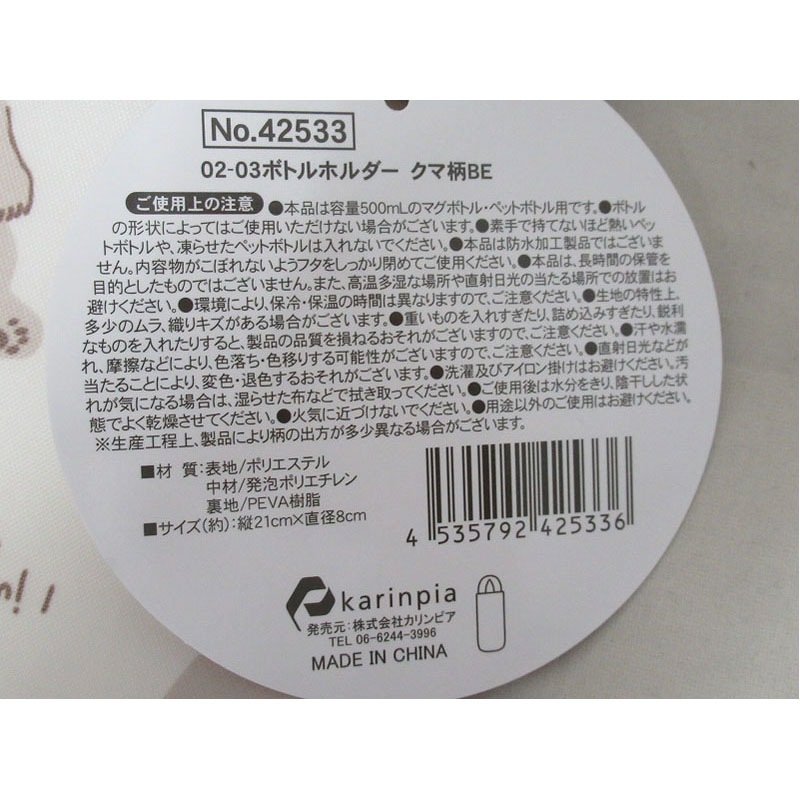 No.42533
02-03ボトルホルダー クマ柄BE
ご使用上の注意 ●本品は容量500mLのマグボトル・ペットボトル用です。●ボトル
の形状によってはご使用いただけない場合がございます。●素手で持てないほど熱いペッ
トボトルや、凍らせたペットボトルは入れないでください。●本品は防水加工製品ではございま
せん。内容物がこぼれないようフタをしっかり閉めてご使用ください。●本品は、長時間の保管を
目的としたものではございません。また、高温多湿な場所や直射日光の当たる場所での放置はお
避けください。●環境により、保冷・保温の時間は異なりますので、ご注意ください。●生地の特性上、
多少のムラ、織りキズがある場合がございます。●重いものを入れすぎたり、詰め込みすぎたり、鋭利
なものを入れたりすると、製品の品質を損ねるおそれがございますので、ご注意ください。●汗や水濡
れ、摩擦などにより、色落ち・色移りする可能性がございますので、ご注意ください。●直射日光などが
当たることにより、変色・退色するおそれがございます。●洗濯及びアイロン掛けはお避けください。汚
れが気になる場合は、湿らせた布などで拭き取ってください。●ご使用後は水分をきり、陰干しした状
態でよく乾燥させてください。●火気に近づけないでください。●用途以外のご使用はお避けください。
※生産工程上、製品により柄の出方が多少異なる場合がございます。
■材 質:表地/ポリエステル
中材/発泡ポリエチレン
裏地/PEVA樹脂
■サイズ(約):縦21cm×直径8cm
4 535792 425336
karinpia
発売元:株式会社カリンピア
TEL 06-6244-3996
MADE IN CHINA